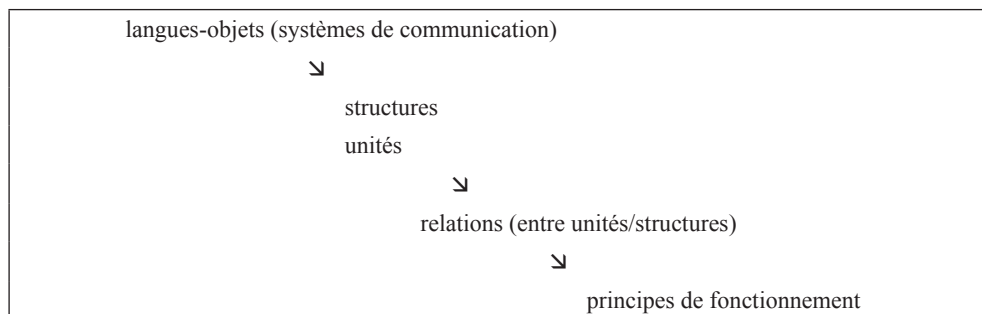 langues-objets (systèmes de communication)
↘
structures
unités
↘
relations (entre unités/structures)
↘
principes de fonctionnement